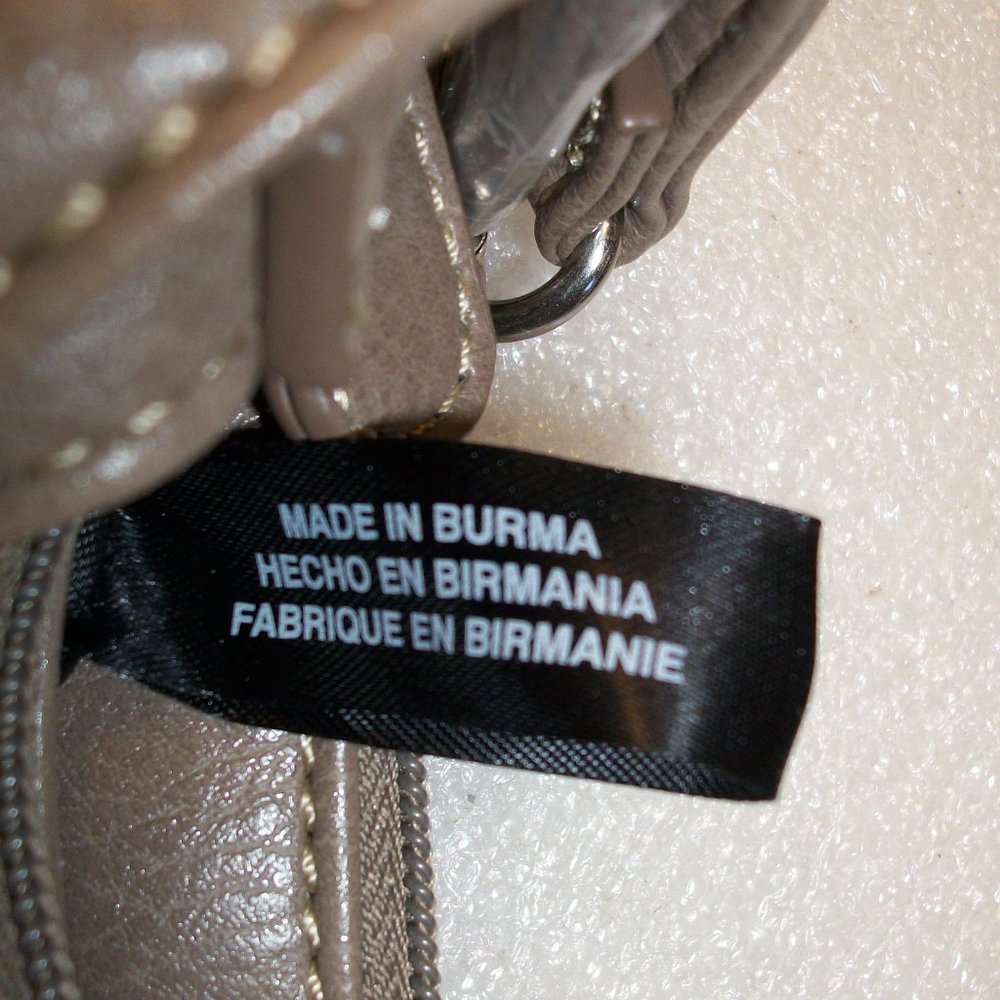 MADE IN BURMA
HECHO EN BIRMANIA
FABRIQUE EN BIRMANIE